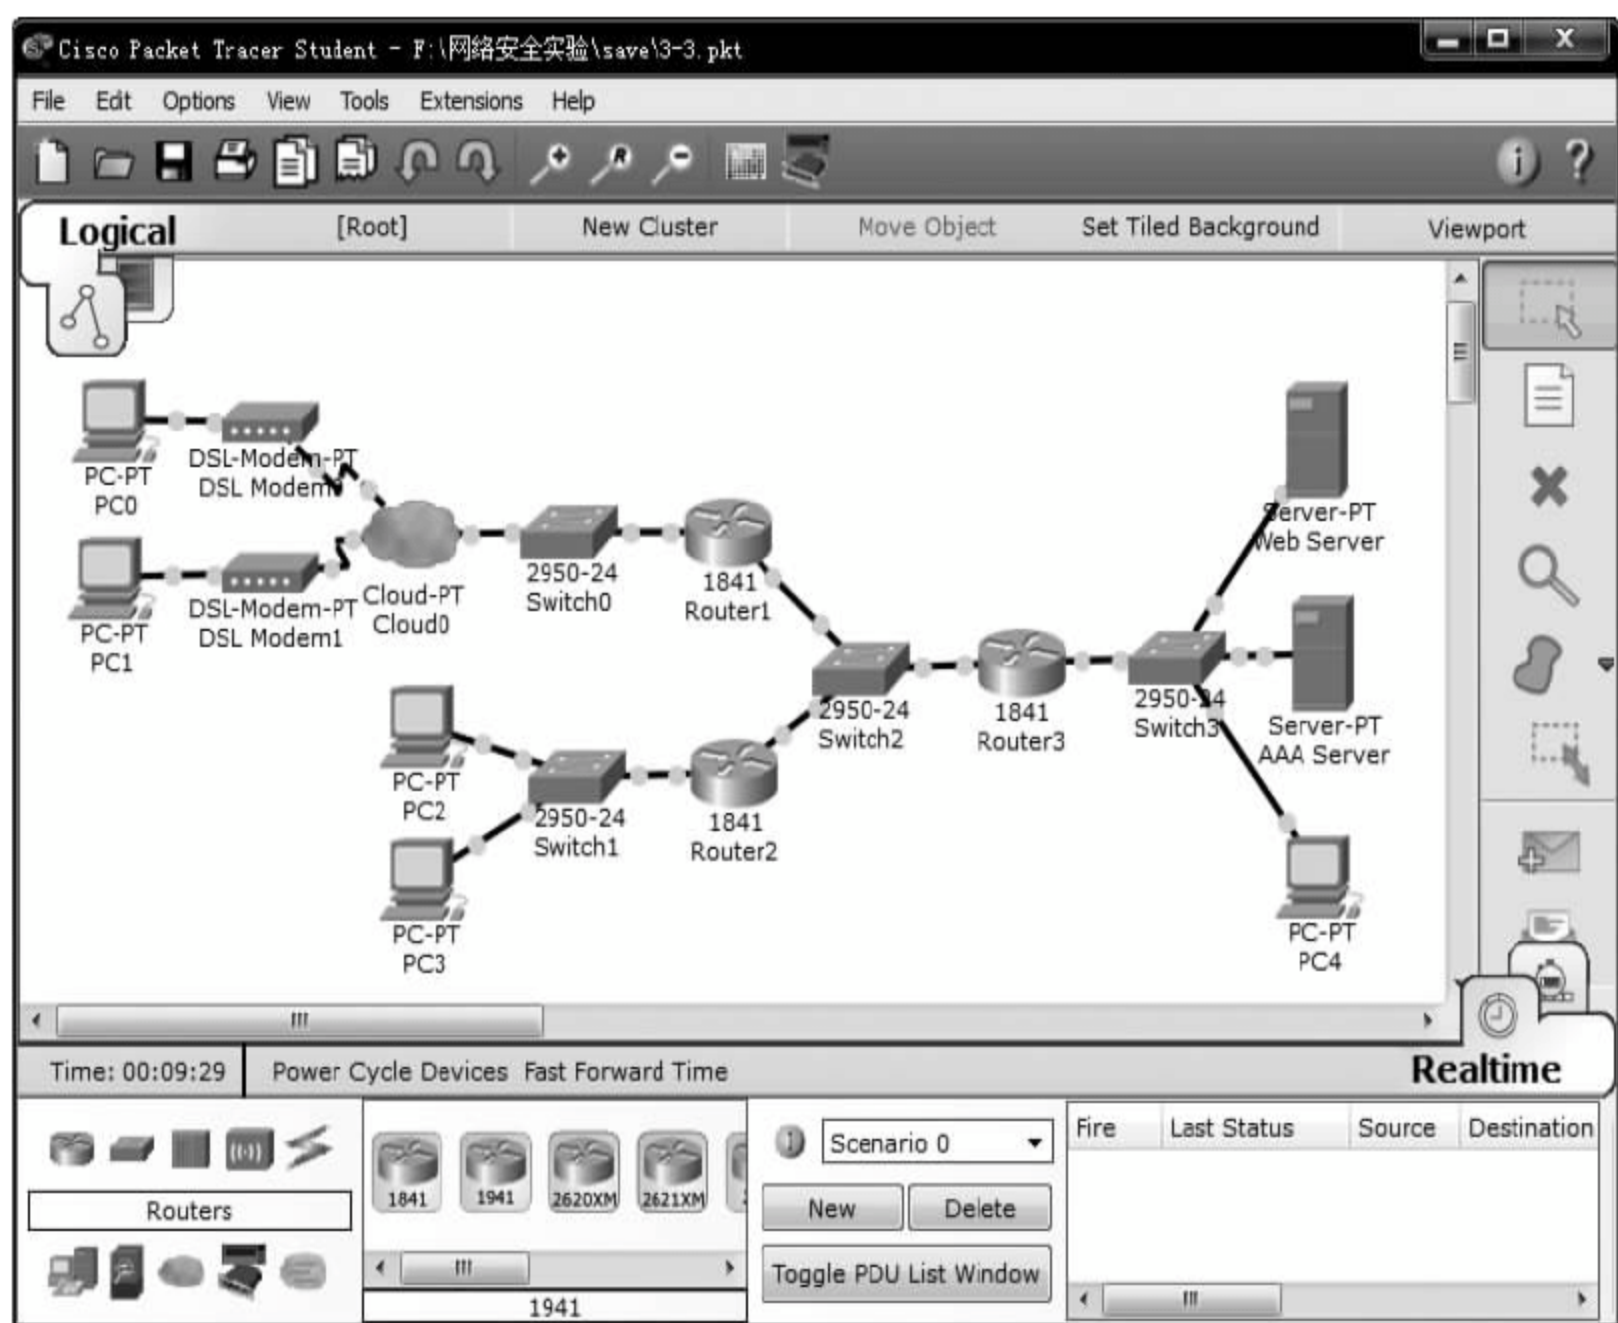 Cisco Packet Tracer Student - F:\网络安全实验\save\3-3.pkt
File Edit Options View Tools Extensions Help
Logical [Root] New Cluster Move Object Set Tiled Background Viewport
PC-PT
PC0
DSL-Modem-PT
DSL Modem
PC-PT
PC1
DSL-Modem-PT
DSL Modem1
Cloud-PT
Cloud0
2950-24
Switch0
1841
Router1
PC-PT
PC2
PC-PT
PC3
2950-24
Switch1
1841
Router2
2950-24
Switch2
1841
Router3
2950-24
Switch3
Server-PT
Web Server
Server-PT
AAA Server
PC-PT
PC4
Time: 00:09:29 Power Cycle Devices Fast Forward Time Realtime
Routers
1841 1941 2620XM 2621XM
1941
Scenario 0
New Delete
Toggle PDU List Window
Fire Last Status Source Destination